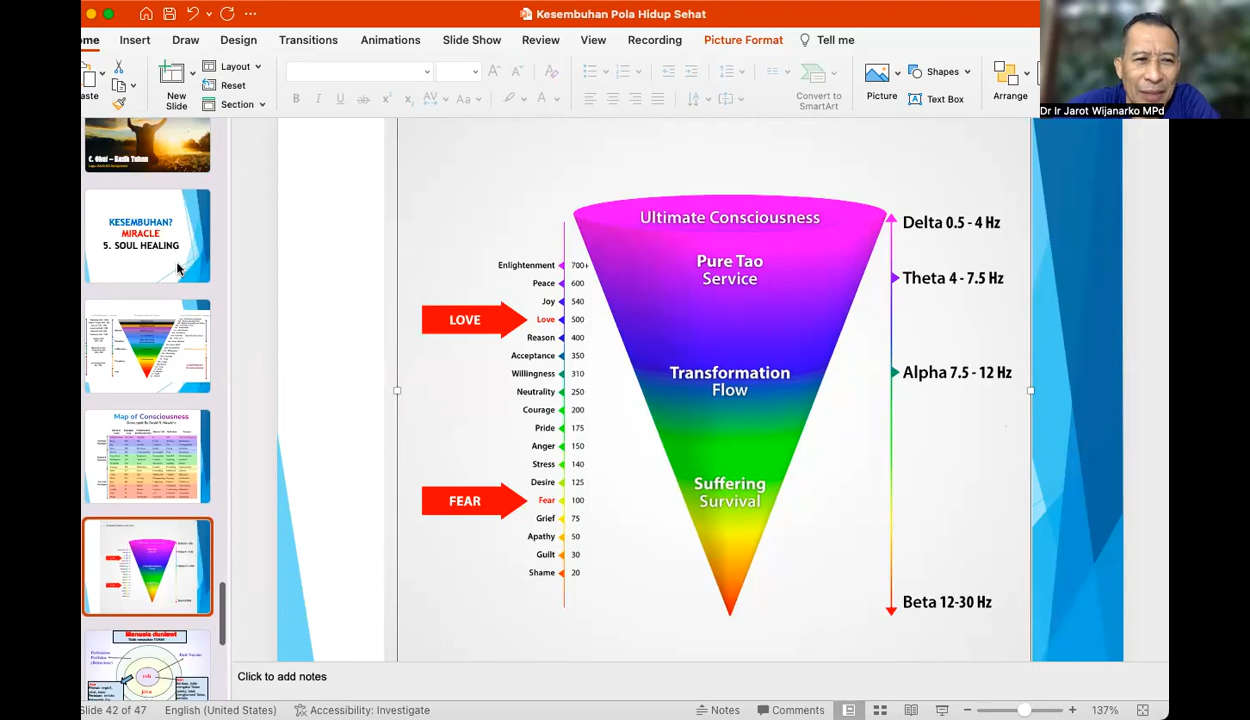 Kesembuhan Pola Hidup Sehat
ome Insert Draw Design Transitions Animations Slide Show Review View Recording Picture Format Tell me
aste
New
Slide
Layout
Reset
Section
Convert to
SmartArt
Picture
Shapes
Text Box
Arrange
Dr Ir Jarot Wijanarko MPd
KESEMBUHAN?
MIRACLE
5. SOUL HEALING
Map of Consciousness
Manusia duniawi
roh
jiwa
LOVE
FEAR
Enlightenment 700+
Peace 600
Joy 540
Love 500
Reason 400
Acceptance 350
Willingness 310
Neutrality 250
Courage 200
Pride 175
Anger 150
Stress 140
Desire 125
Fear 100
Grief 75
Apathy 50
Guilt 30
Shame 20
Ultimate Consciousness
Pure Tao
Service
Transformation
Flow
Suffering
Survival
Delta 0.5 - 4 Hz
Theta 4 - 7.5 Hz
Alpha 7.5 - 12 Hz
Beta 12-30 Hz
Click to add notes
Slide 42 of 47 English (United States) Accessibility: Investigate Notes Comments 137%